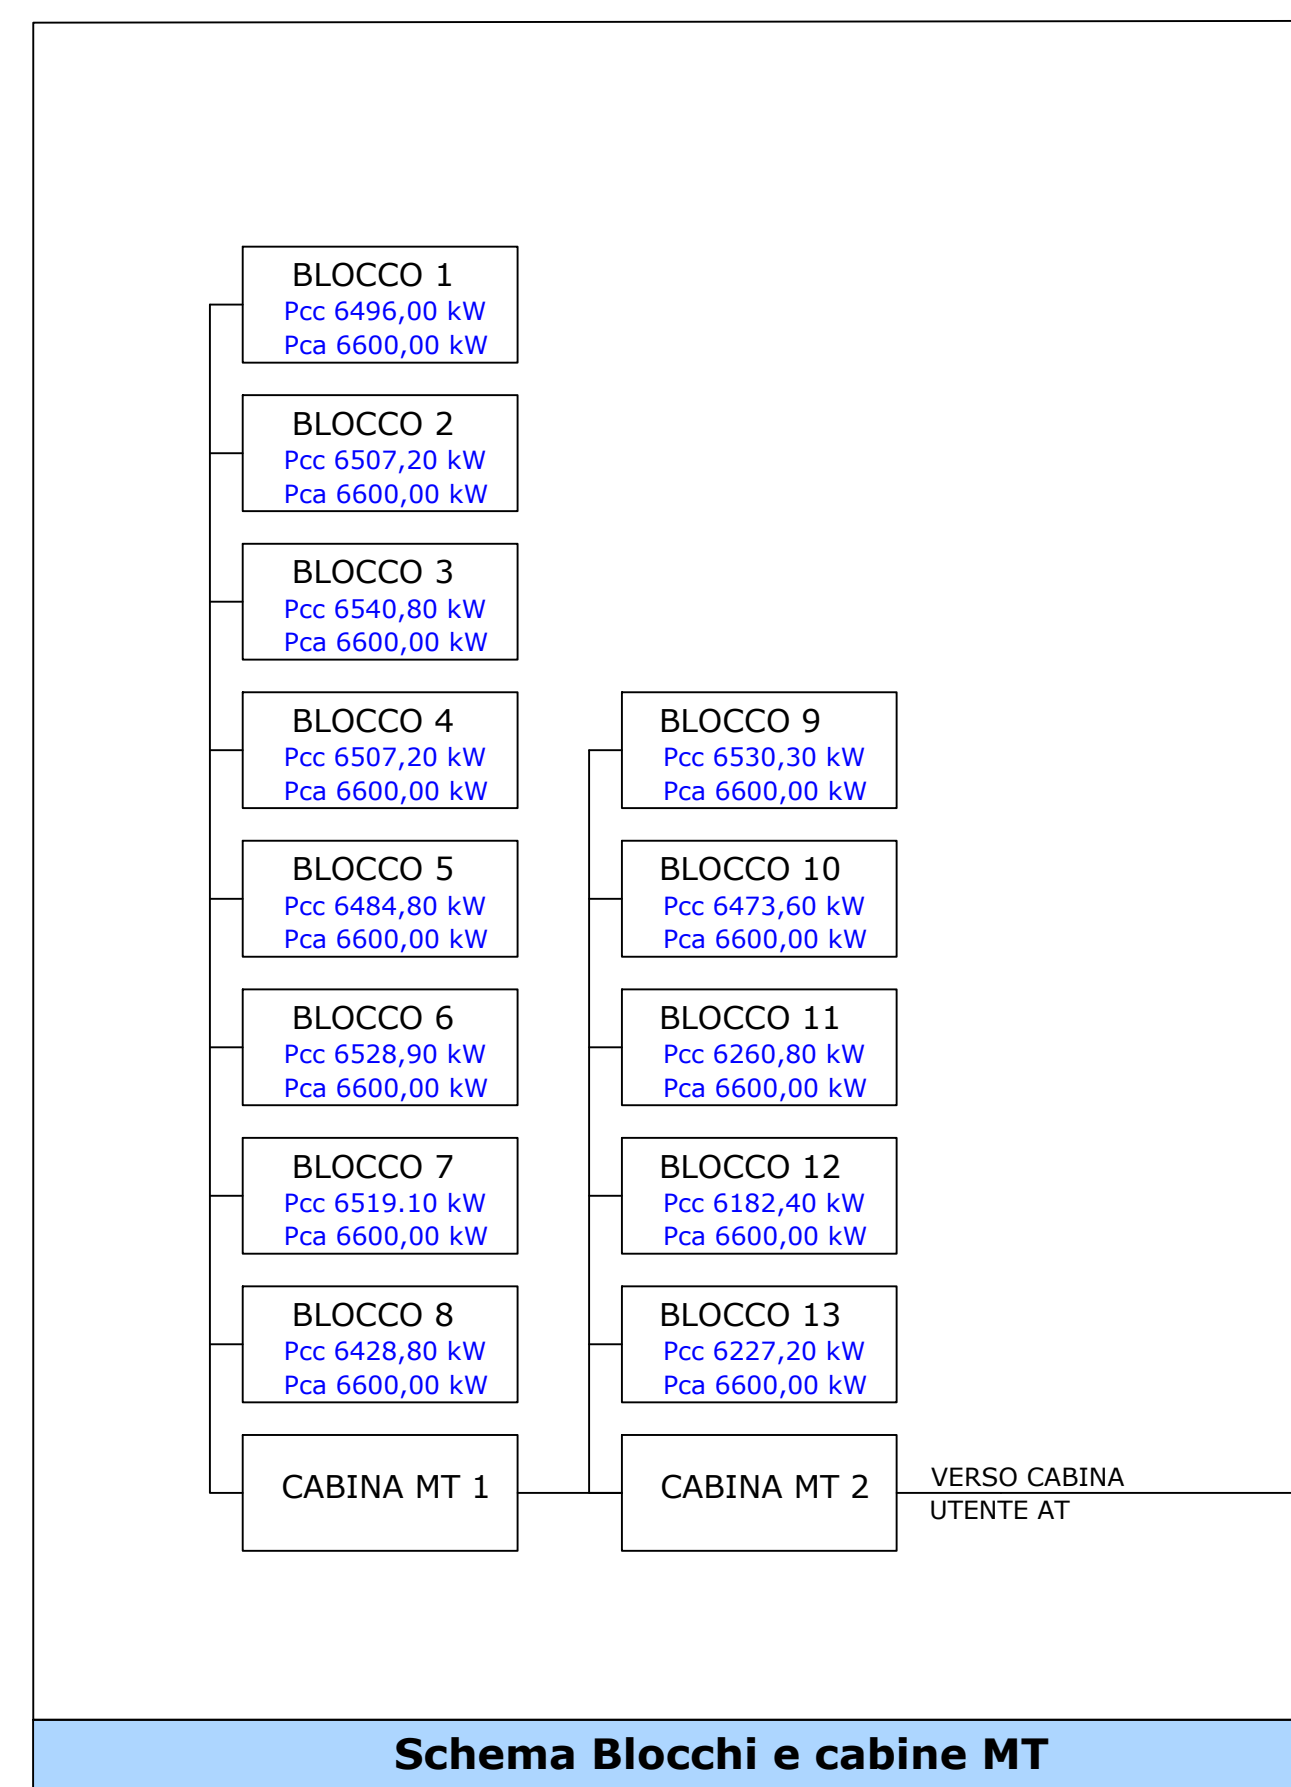 BLOCCO 1
Pcc 6496,00 kW
Pca 6600,00 kW
BLOCCO 2
Pcc 6507,20 kW
Pca 6600,00 kW
BLOCCO 3
Pcc 6540,80 kW
Pca 6600,00 kW
BLOCCO 4
Pcc 6507,20 kW
Pca 6600,00 kW
BLOCCO 5
Pcc 6484,80 kW
Pca 6600,00 kW
BLOCCO 6
Pcc 6528,90 kW
Pca 6600,00 kW
BLOCCO 7
Pcc 6519.10 kW
Pca 6600,00 kW
BLOCCO 8
Pcc 6428,80 kW
Pca 6600,00 kW
CABINA MT 1
BLOCCO 9
Pcc 6530,30 kW
Pca 6600,00 kW
BLOCCO 10
Pcc 6473,60 kW
Pca 6600,00 kW
BLOCCO 11
Pcc 6260,80 kW
Pca 6600,00 kW
BLOCCO 12
Pcc 6182,40 kW
Pca 6600,00 kW
BLOCCO 13
Pcc 6227,20 kW
Pca 6600,00 kW
CABINA MT 2
VERSO CABINA
UTENTE AT
Schema Blocchi e cabine MT